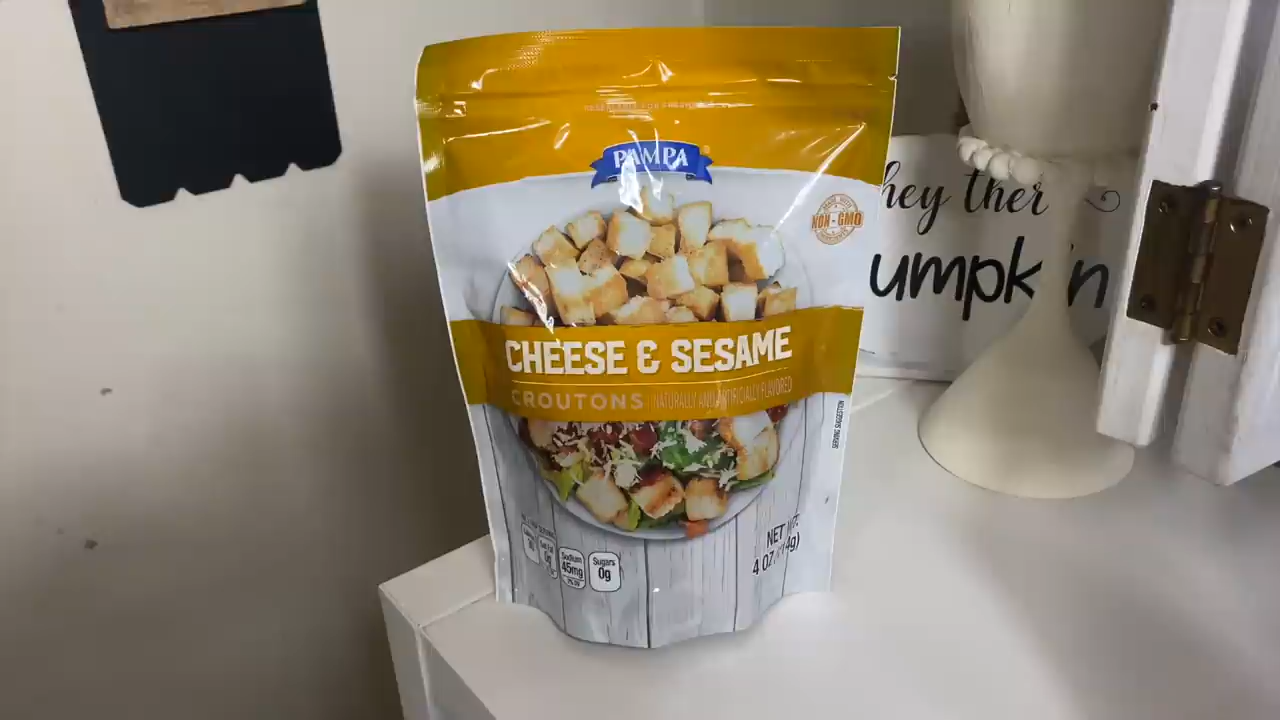 PAMPA
NON-GMO
CHEESE & SESAME
CROUTONS NATURALLY AND ARTIFICIALLY FLAVORED
SERVING SUGGESTION
Sodium
45mg
Sugars
0g
NET
4 OZ
hey ther
umpk n